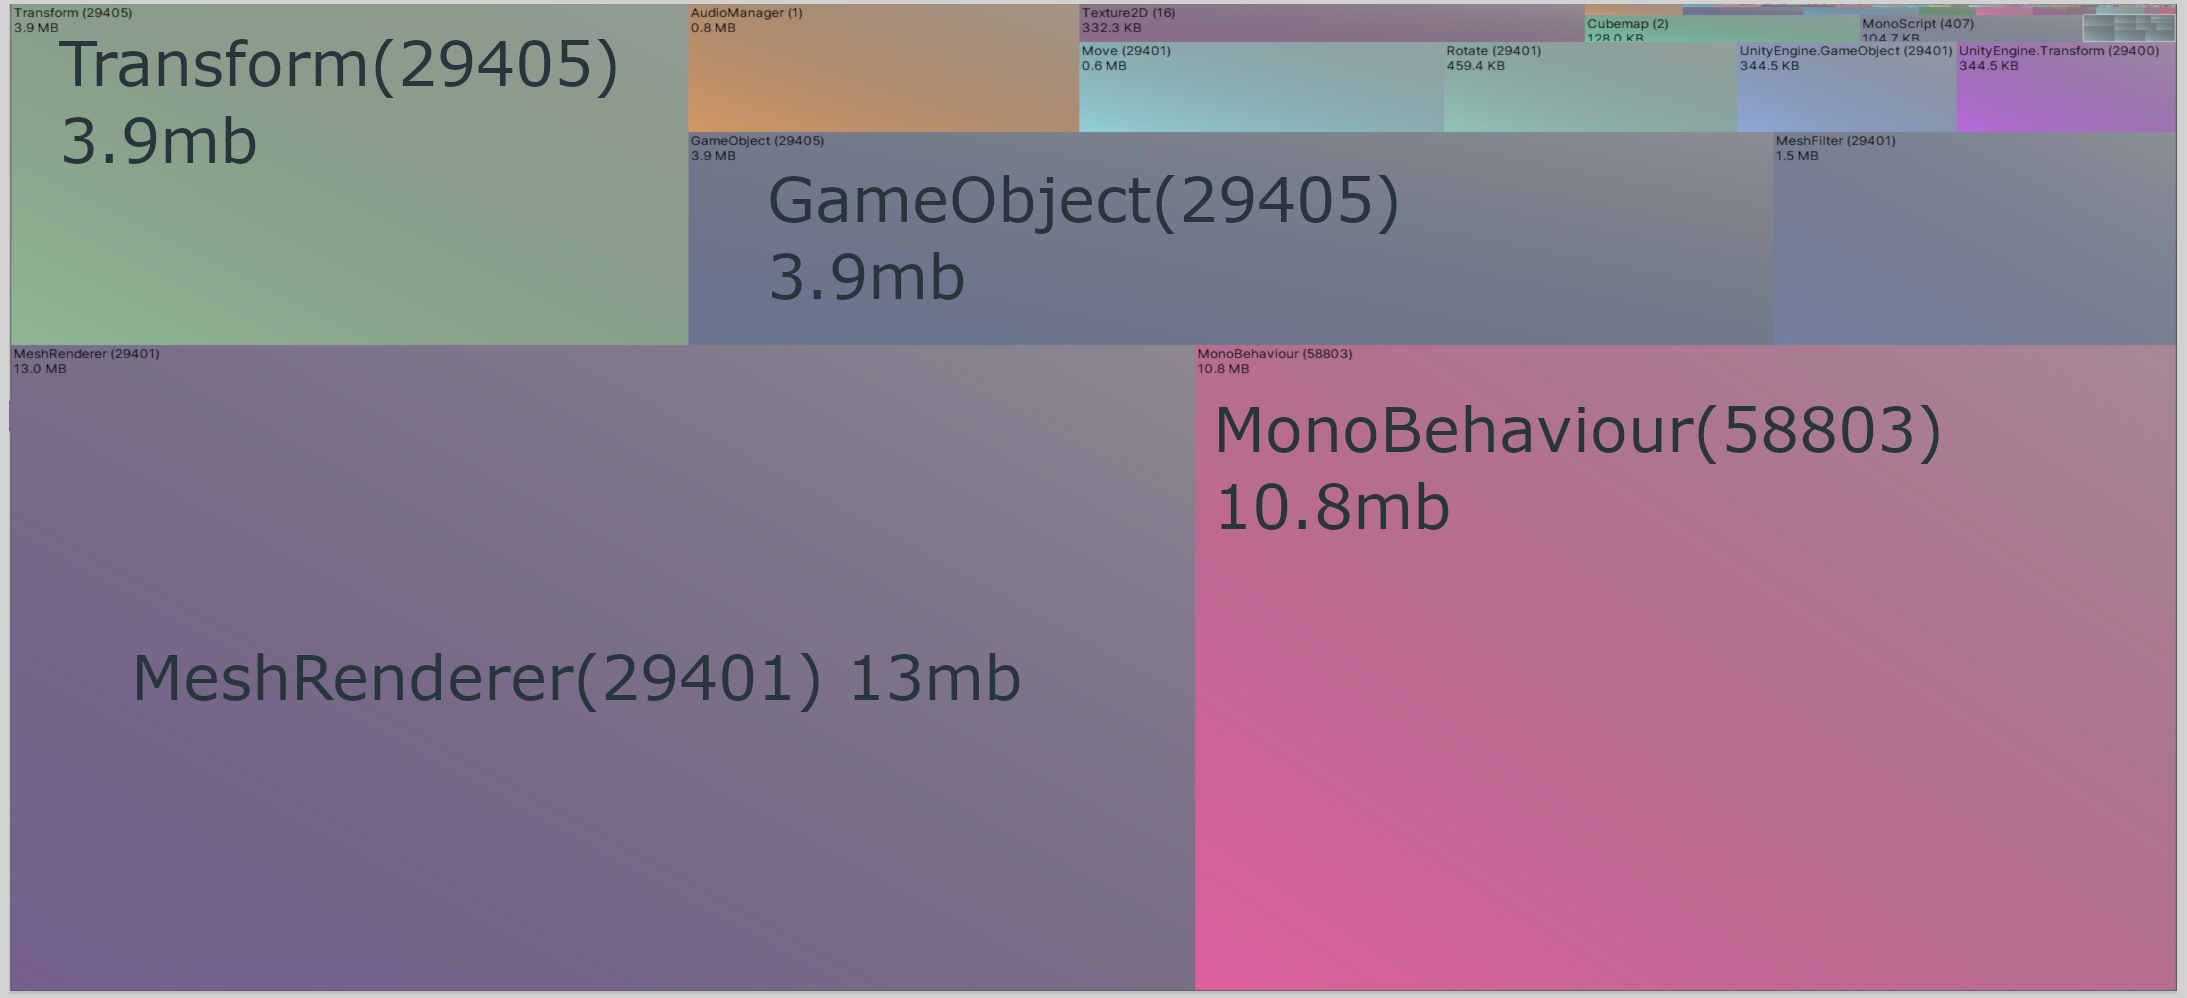 Transform (29405)
3.9 MB
Transform(29405)
3.9mb
AudioManager (1)
0.8 MB
Texture2D (16)
332.3 KB
Cubemap (2)
128.0 KB
MonoScript (407)
104.7 KB
Move (29401)
0.6 MB
Rotate (29401)
459.4 KB
UnityEngine.GameObject (29401)
344.5 KB
UnityEngine.Transform (29400)
344.5 KB
GameObject (29405)
3.9 MB
GameObject(29405)
3.9mb
MeshFilter (29401)
1.5 MB
MeshRenderer (29401)
13.0 MB
MeshRenderer(29401) 13mb
MonoBehaviour (58803)
10.8 MB
MonoBehaviour(58803)
10.8mb